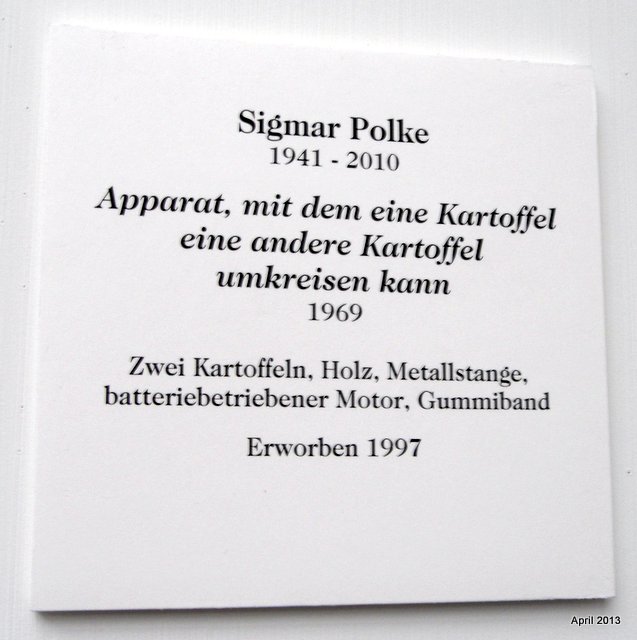 Sigmar Polke
1941 - 2010
Apparat, mit dem eine Kartoffel
eine andere Kartoffel
umkreisen kann
1969
Zwei Kartoffeln, Holz, Metallstange,
batteriebetriebener Motor, Gummiband
Erworben 1997
April 2013